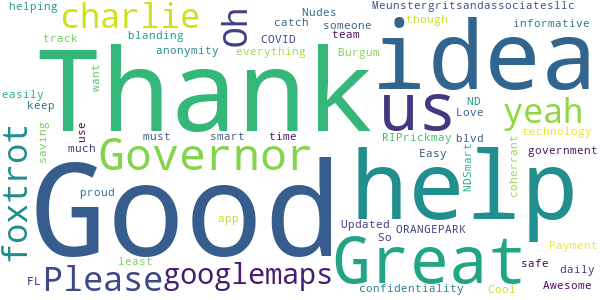 helping
charlie
oh
Nudes
Meunstergritsandassociatesllc
catch
someone
though
informative
track
blanding
COVID
team
anonymity
everything
Burgum
Thank
idea
want
us
yeah
easily
keep
ND
Love
technology
use
must
smart
time
RIPrickmay
blvd
foxtrot
saving
much
Governor
Easy
NDSmart
coherrant
government
Good
help
proud
app
Updated
So
ORANGEPARK
Great
Payment
least
safe
daily
FL
Please
googlemaps
confidentiality
Cool
Awesome